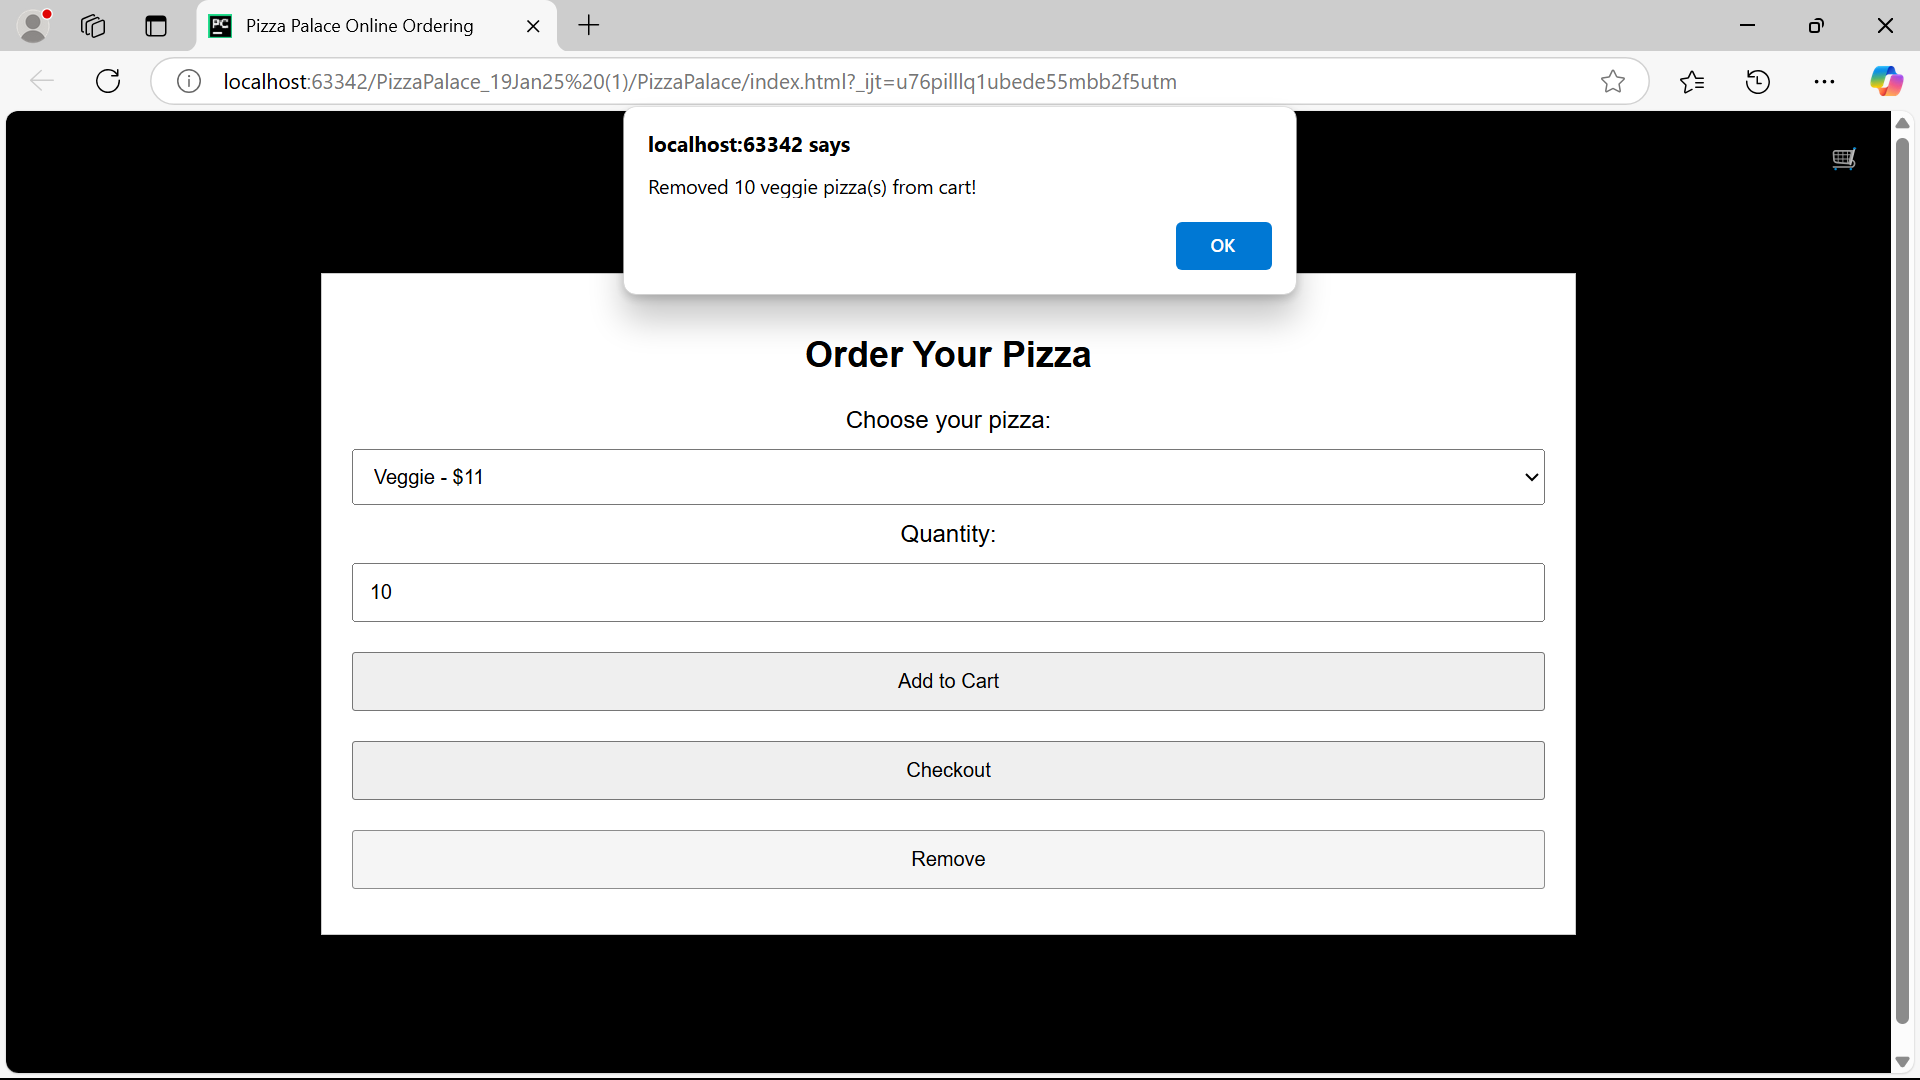 Pizza Palace Online Ordering
localhost:63342/PizzaPalace_19Jan25%20(1)/PizzaPalace/index.html?_ijt=u76pilllq1ubede55mbb2f5utm
localhost:63342 says
Removed 10 veggie pizza(s) from cart!
OK
Order Your Pizza
Choose your pizza:
Veggie - $11
Quantity:
10
Add to Cart
Checkout
Remove